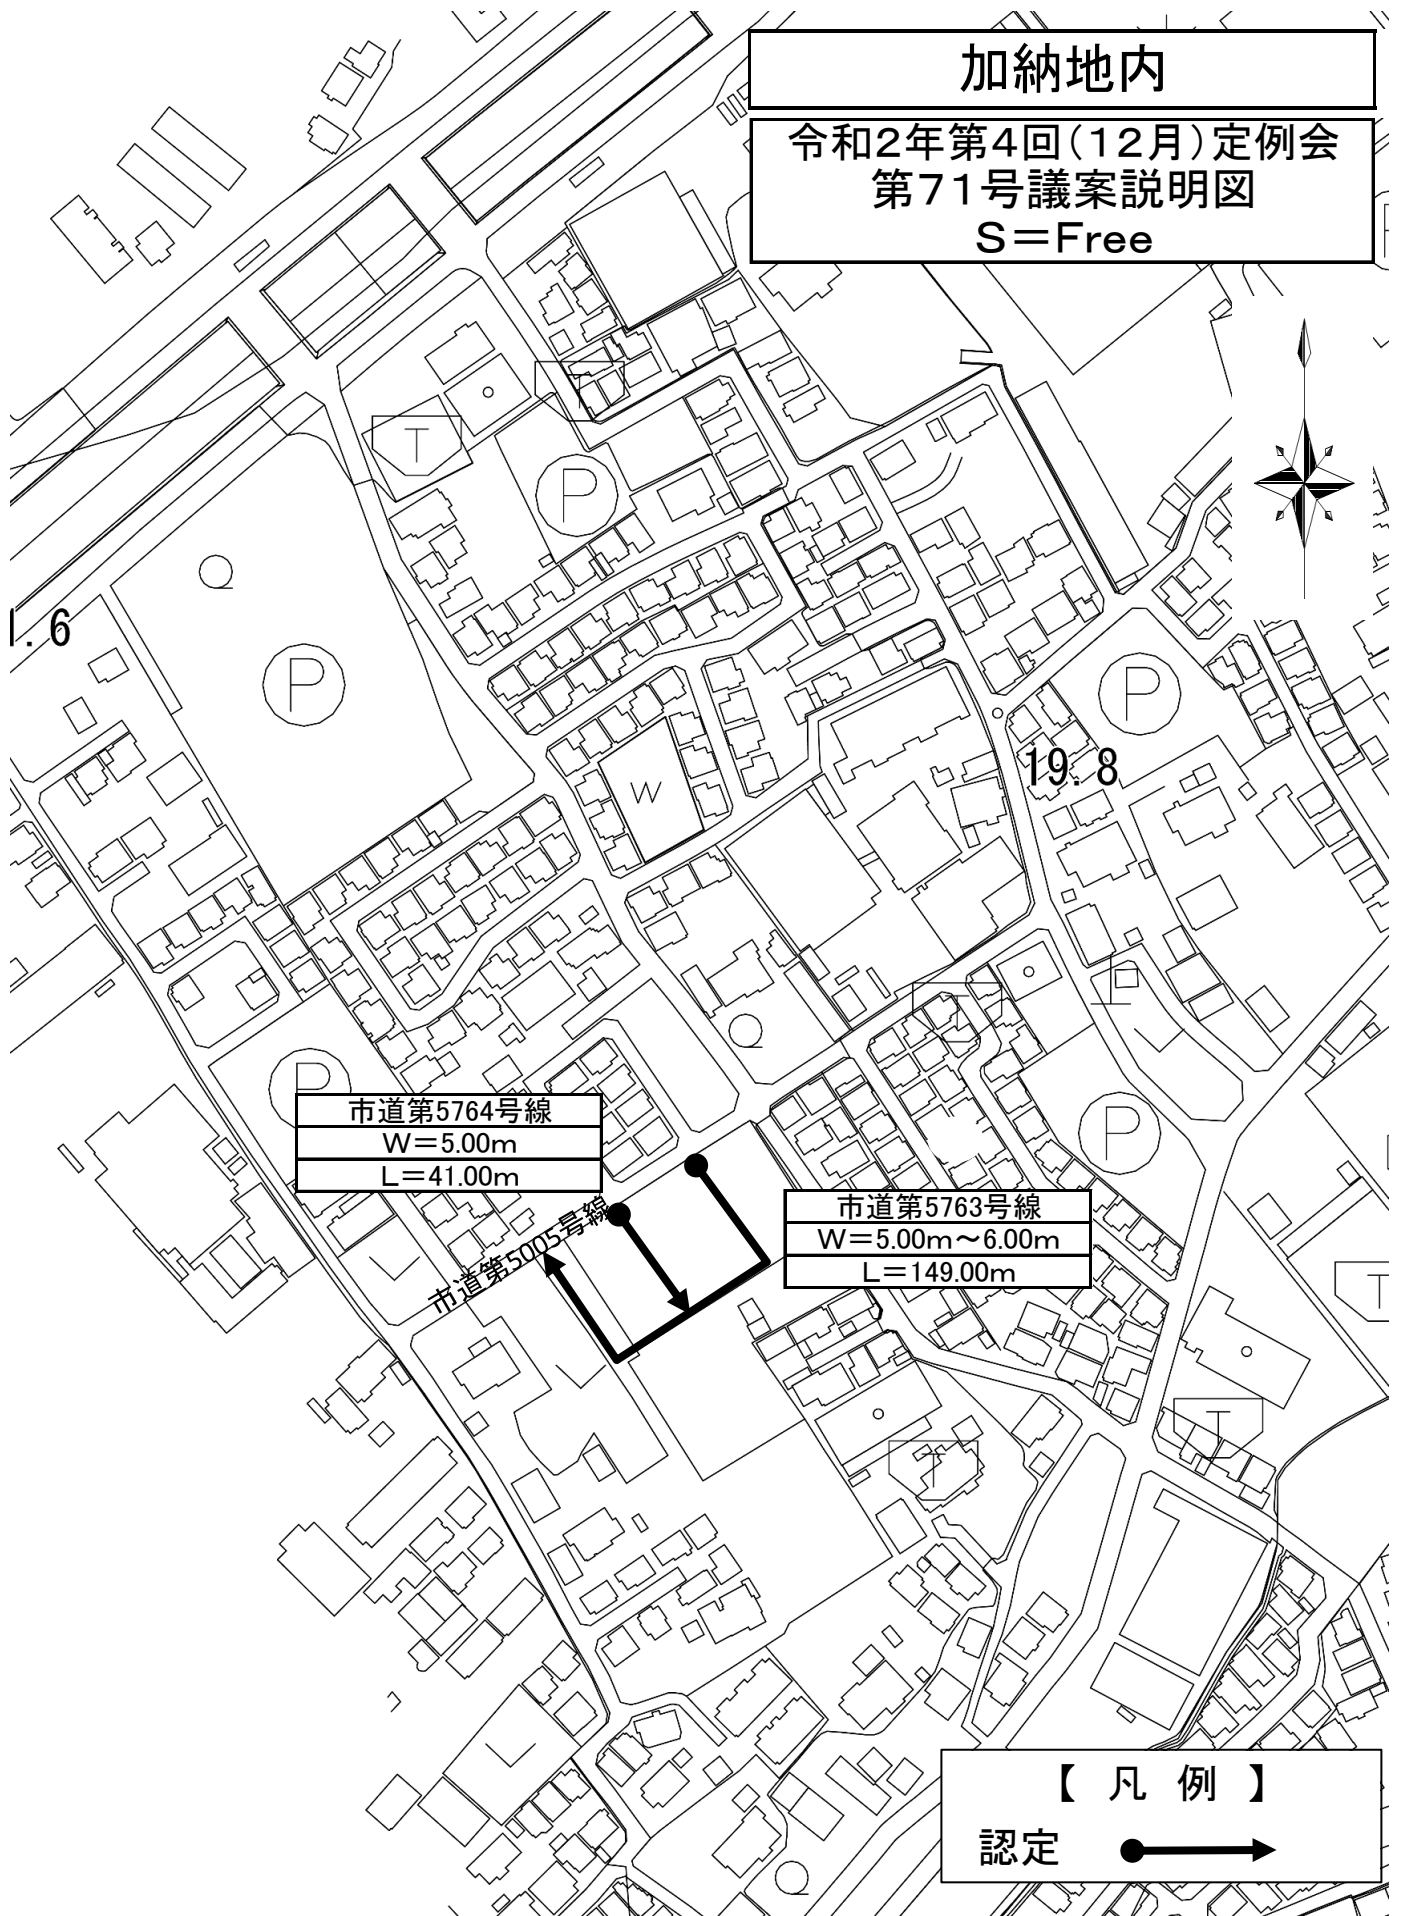 加納地内
令和2年第4回(12月)定例会
第71号議案説明図
S=Free
T
T
P
1.6
P
P
19.8
W
T
P
P
市道第5764号線
W=5.00m
L=41.00m
市道第5005号線
市道第5763号線
W=5.00m～6.00m
L=149.00m
T
T
T
【 凡 例 】
認定